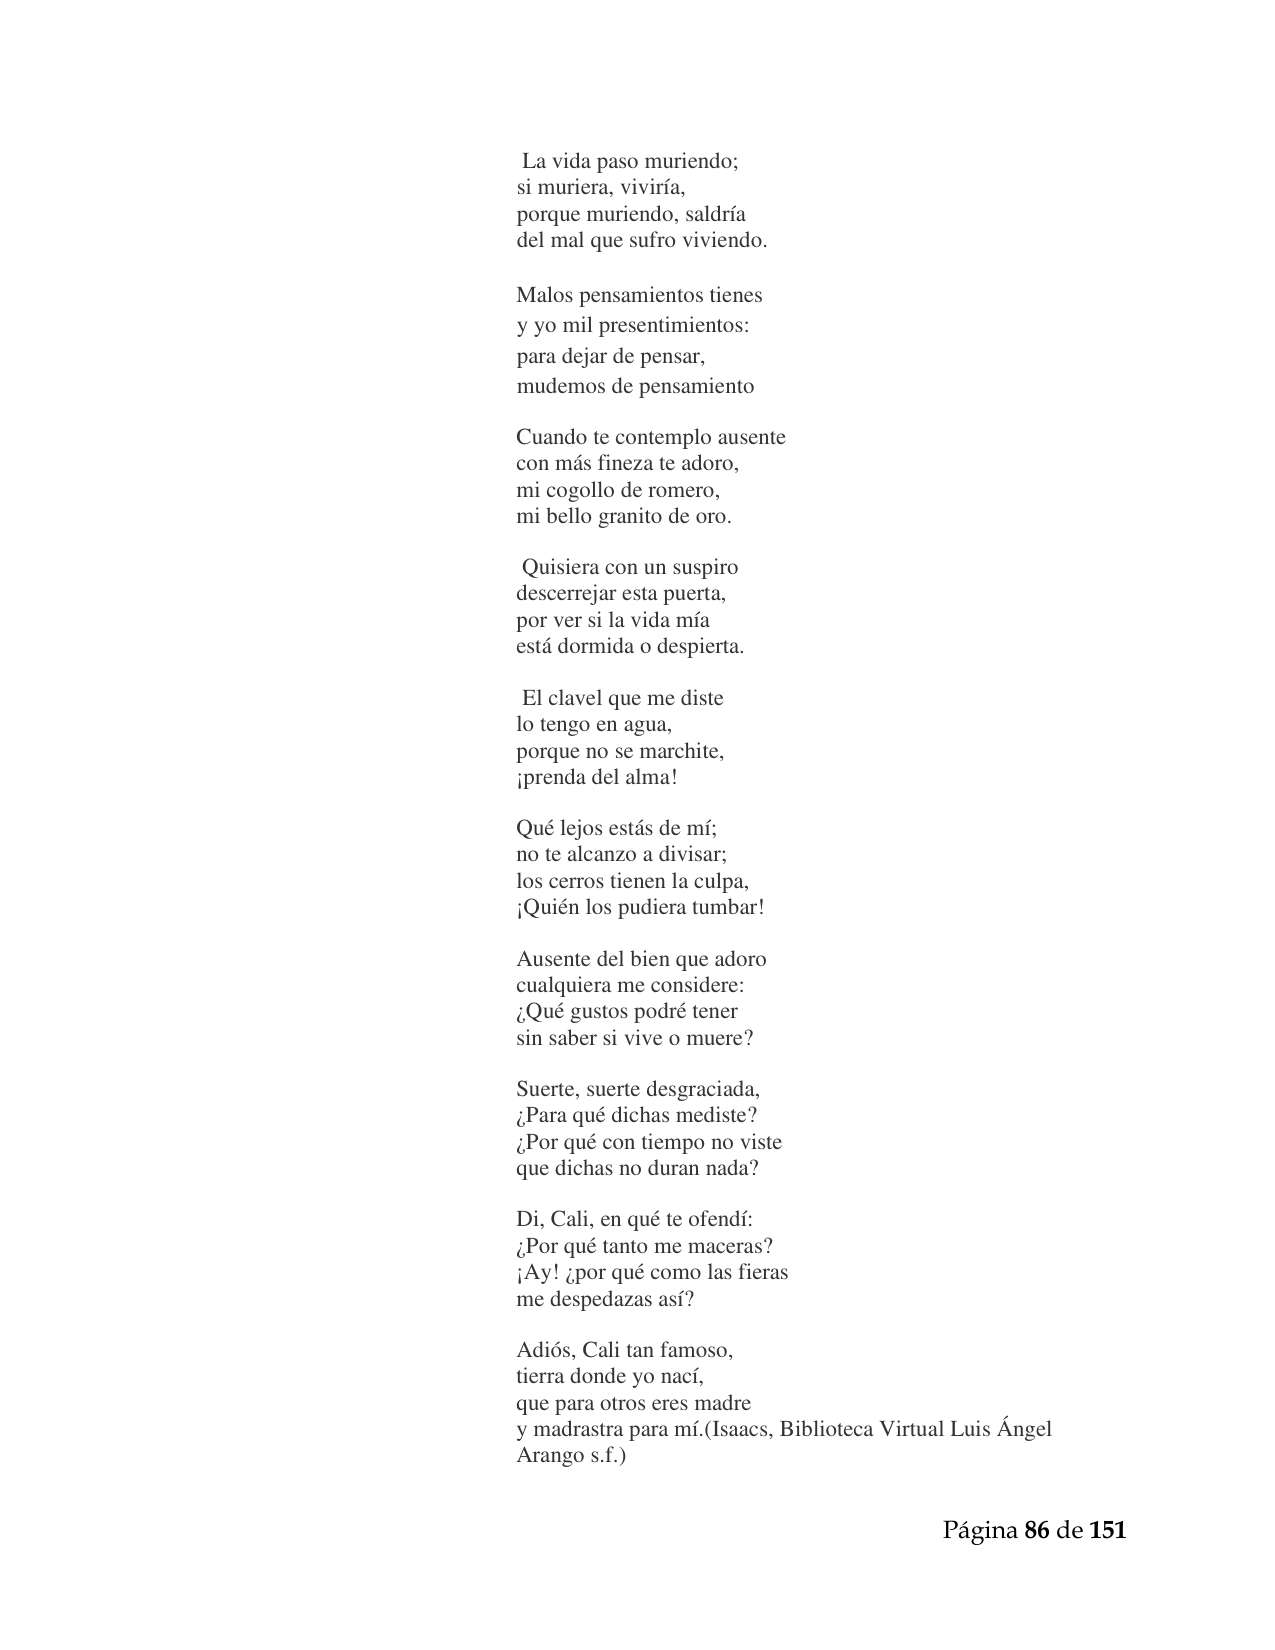 La vida paso muriendo;
si muriera, viviría,
porque muriendo, saldría
del mal que sufro viviendo.
Malos pensamientos tienes
y yo mil presentimientos:
para dejar de pensar,
mudemos de pensamiento
Cuando te contemplo ausente
con más fineza te adoro,
mi cogollo de romero,
mi bello granito de oro.
Quisiera con un suspiro
descerrejar esta puerta,
por ver si la vida mía
está dormida o despierta.
El clavel que me diste
lo tengo en agua,
porque no se marchite,
¡prenda del alma!
Qué lejos estás de mí;
no te alcanzo a divisar;
los cerros tienen la culpa,
¡Quién los pudiera tumbar!
Ausente del bien que adoro
cualquiera me considere:
¿Qué gustos podré tener
sin saber si vive o muere?
Suerte, suerte desgraciada,
¿Para qué dichas mediste?
¿Por qué con tiempo no viste
que dichas no duran nada?
Di, Cali, en qué te ofendí:
¿Por qué tanto me maceras?
¡Ay! ¿por qué como las fieras
me despedazas así?
Adiós, Cali tan famoso,
tierra donde yo nací,
que para otros eres madre
y madrastra para mí.(Isaacs, Biblioteca Virtual Luis Ángel
Arango s.f.)
Página 86 de 151